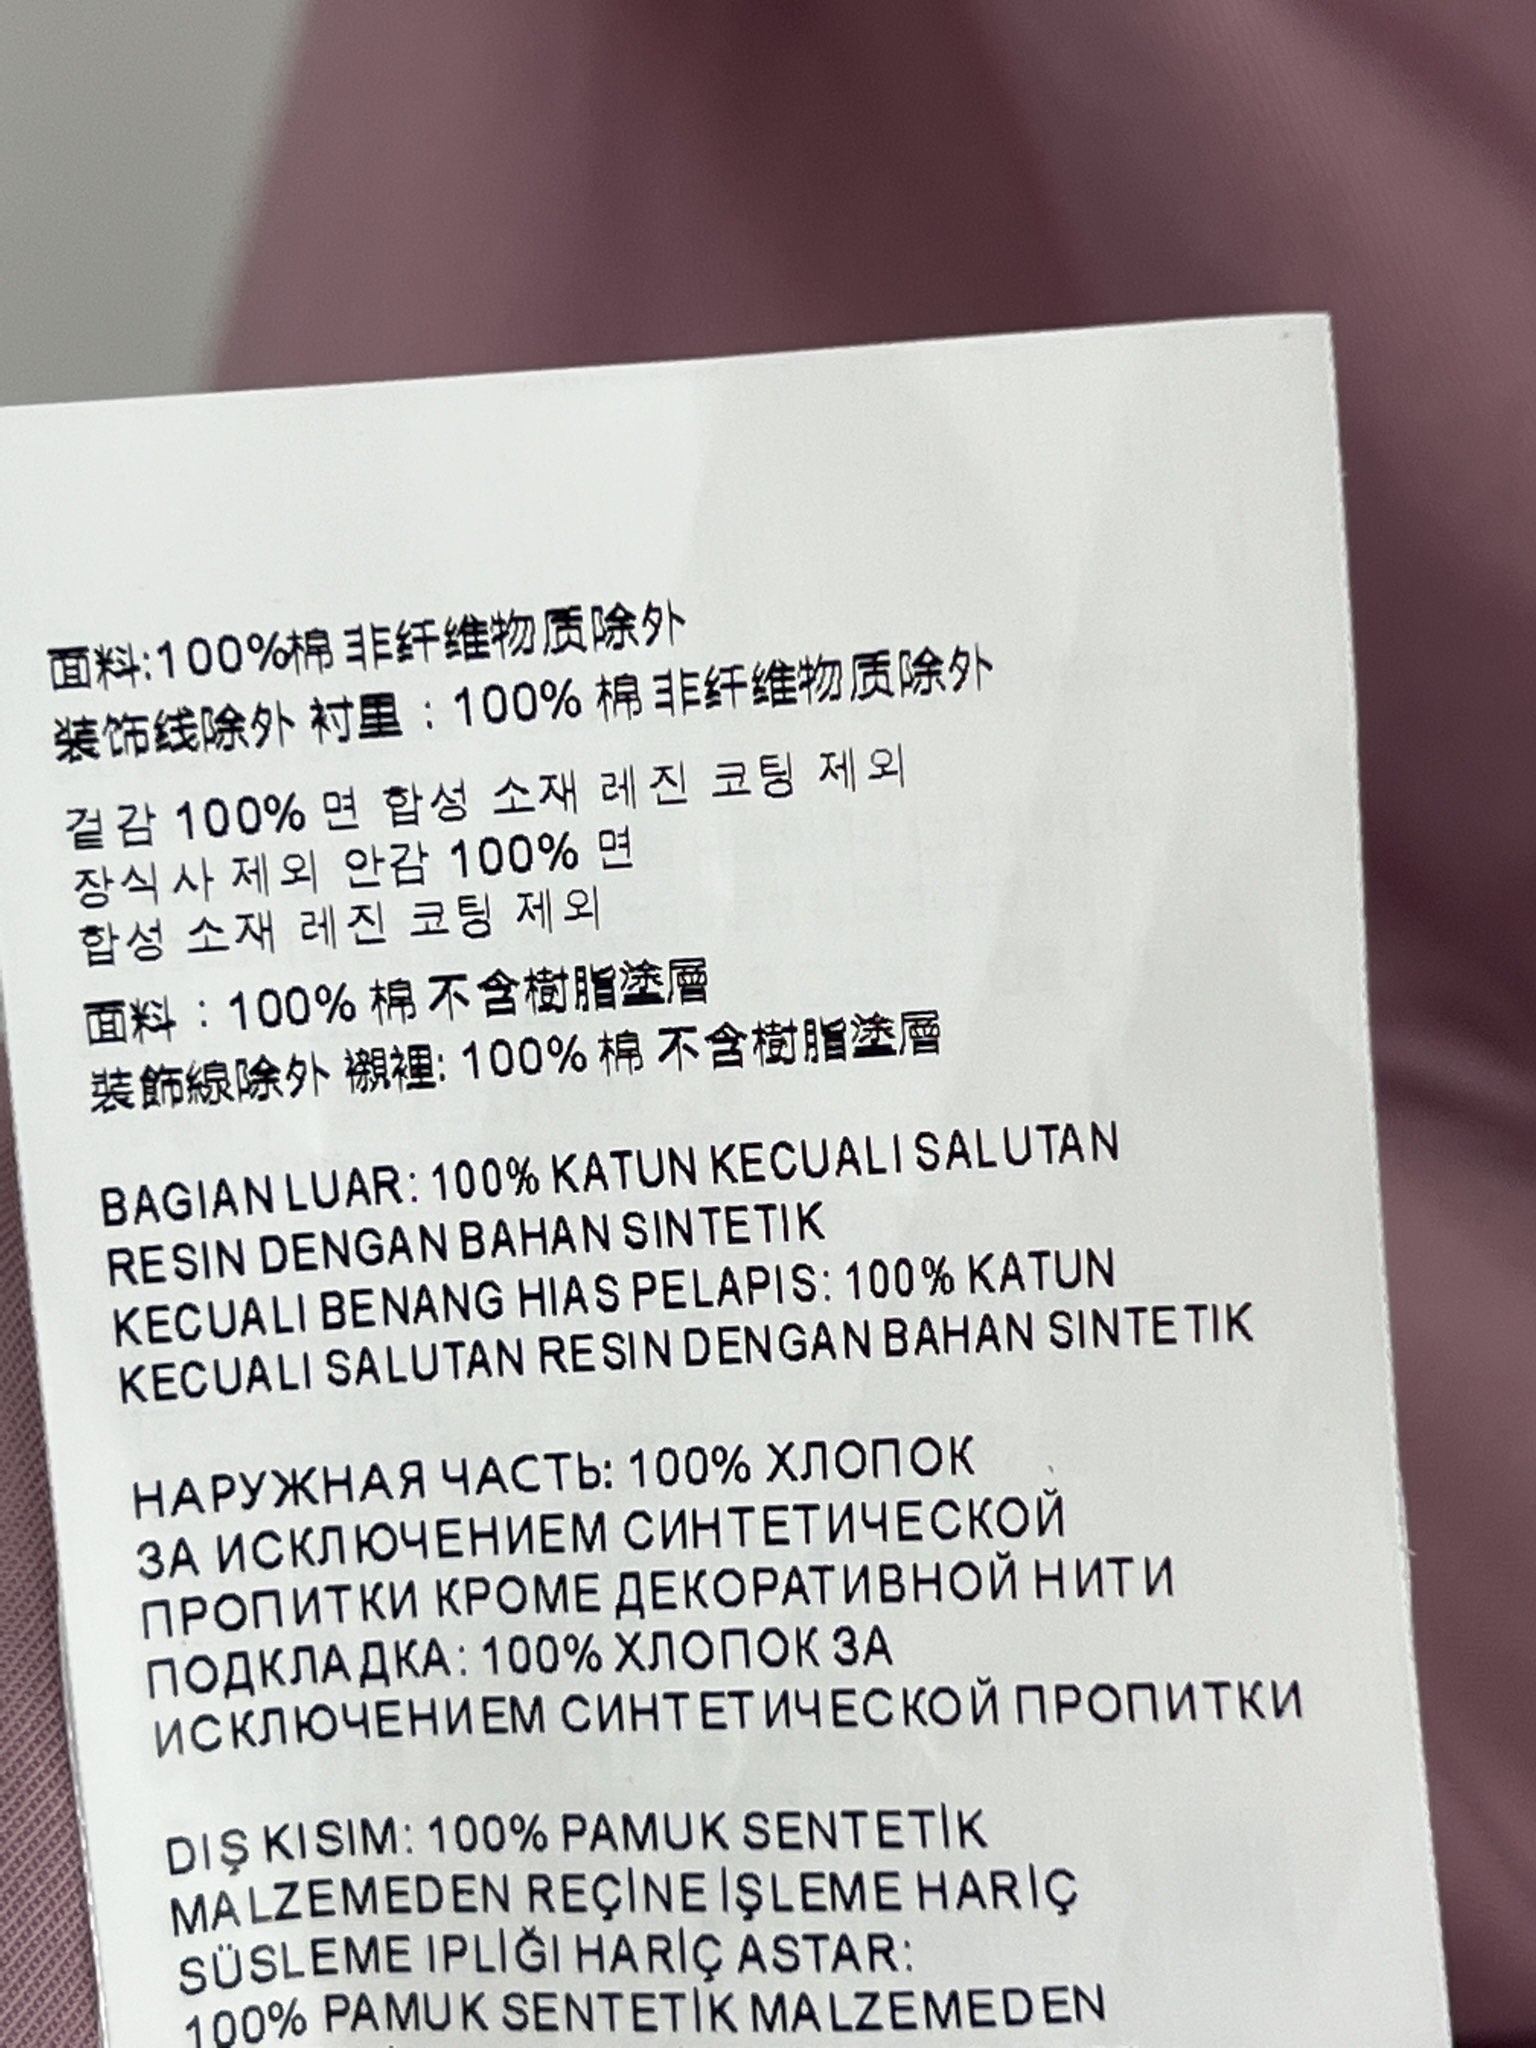 面料:100%棉 非纤维物质除外
装饰线除外 衬里 : 100% 棉 非纤维物质除外
겉감 100% 면 합성 소재 레진 코팅 제외
장식사 제외 안감 100% 면
합성 소재 레진 코팅 제외
面料 : 100% 棉 不含樹脂塗層
裝飾線除外 襯裡: 100% 棉 不含樹脂塗層
BAGIAN LUAR: 100% KATUN KECUALI SALUTAN
RESIN DENGAN BAHAN SINTETIK
KECUALI BENANG HIAS PELAPIS: 100% KATUN
KECUALI SALUTAN RESIN DENGAN BAHAN SINTETIK
НАРУЖНАЯ ЧАСТЬ: 100% ХЛОПОК
ЗА ИСКЛЮЧЕНИЕМ СИНТЕТИЧЕСКОЙ
ПРОПИТКИ КРОМЕ ДЕКОРАТИВНОЙ НИТИ
ПОДКЛАДКА: 100% ХЛОПОК ЗА
ИСКЛЮЧЕНИЕМ СИНТЕТИЧЕСКОЙ ПРОПИТКИ
DIŞ KISIM: 100% PAMUK SENTETİK
MALZEMEDEN REÇİNE İŞLEME HARİÇ
SÜSLEME IPLİĞI HARİÇ ASTAR:
100% PAMUK SENTETİK MALZEMEDEN